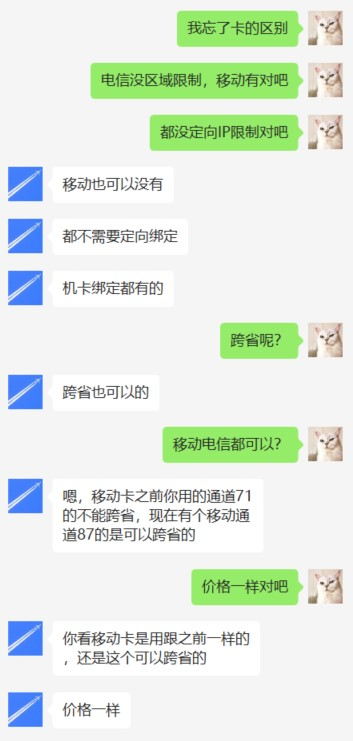 我忘了卡的区别
电信没区域限制，移动有对吧
都没定向IP限制对吧
移动也可以没有
都不需要定向绑定
机卡绑定都有的
跨省呢？
跨省也可以的
移动电信都可以？
嗯，移动卡之前你用的通道71
的不能跨省，现在有个移动通
道87的是可以跨省的
价格一样对吧
你看移动卡是用跟之前一样的
，还是这个可以跨省的
价格一样